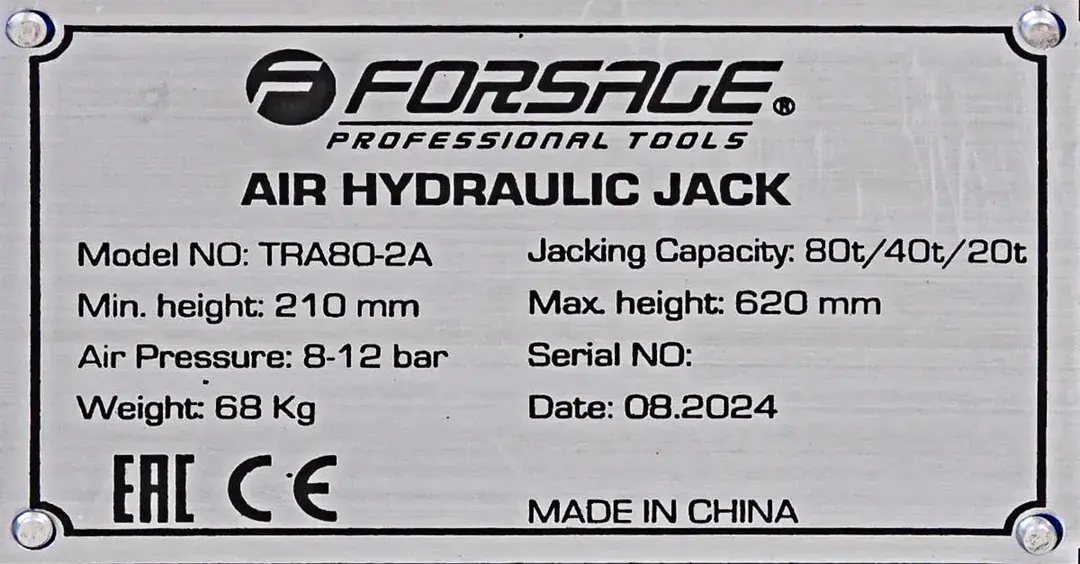 FORSAGE®
PROFESSIONAL TOOLS
AIR HYDRAULIC JACK
Model NO: TRA80-2A
Jacking Capacity: 80t/40t/20t
Min. height: 210 mm
Max. height: 620 mm
Air Pressure: 8-12 bar
Serial NO:
Weight: 68 Kg
Date: 08.2024
EAC CE
MADE IN CHINA